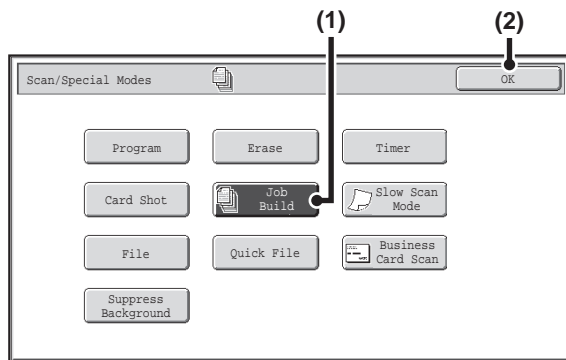 (1) (2)
Scan/Special Modes OK
Program Erase Timer
Card Shot Job Build Slow Scan Mode
File Quick File Business Card Scan
Suppress Background